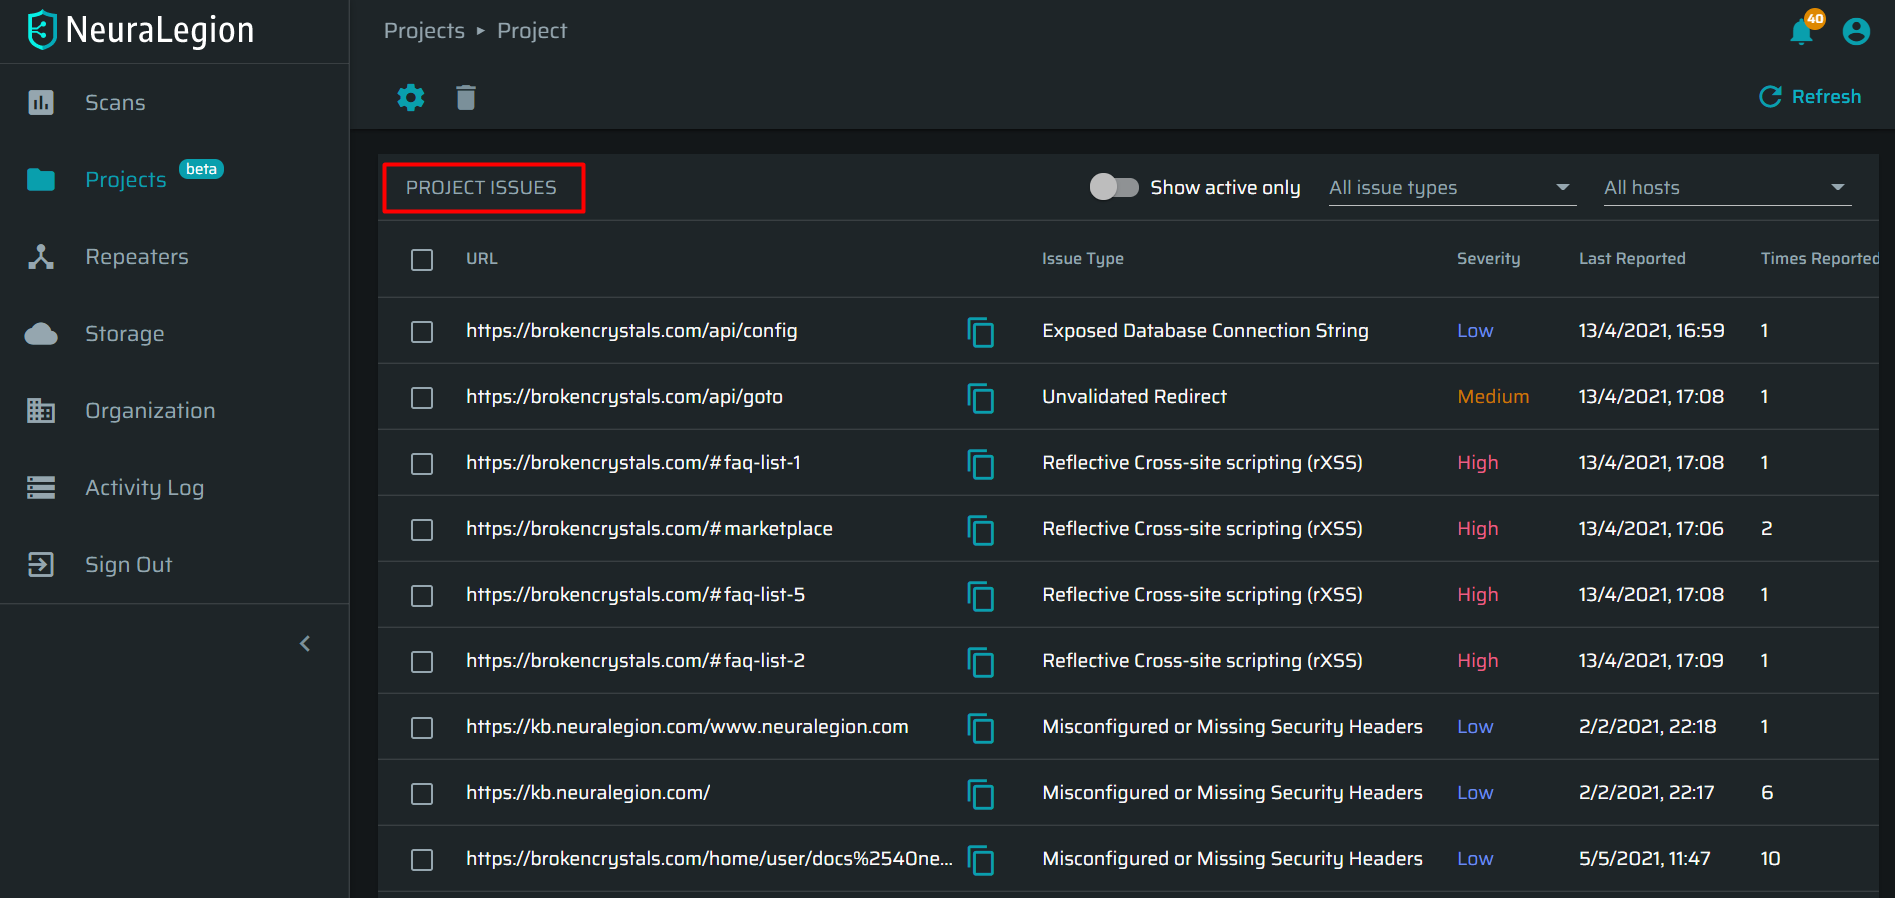 NeuraLegion
Projects ▸ Project
40
Scans
Refresh
Projects beta
PROJECT ISSUES
Show active only
All issue types
All hosts
Repeaters
Storage
Organization
Activity Log
Sign Out
URL Issue Type Severity Last Reported Times Reported
https://brokencrystals.com/api/config Exposed Database Connection String Low 13/4/2021, 16:59 1
https://brokencrystals.com/api/goto Unvalidated Redirect Medium 13/4/2021, 17:08 1
https://brokencrystals.com/#faq-list-1 Reflective Cross-site scripting (rXSS) High 13/4/2021, 17:08 1
https://brokencrystals.com/#marketplace Reflective Cross-site scripting (rXSS) High 13/4/2021, 17:06 2
https://brokencrystals.com/#faq-list-5 Reflective Cross-site scripting (rXSS) High 13/4/2021, 17:08 1
https://brokencrystals.com/#faq-list-2 Reflective Cross-site scripting (rXSS) High 13/4/2021, 17:09 1
https://kb.neuralegion.com/www.neuralegion.com Misconfigured or Missing Security Headers Low 2/2/2021, 22:18 1
https://kb.neuralegion.com/ Misconfigured or Missing Security Headers Low 2/2/2021, 22:17 6
https://brokencrystals.com/home/user/docs%2540ne... Misconfigured or Missing Security Headers Low 5/5/2021, 11:47 10